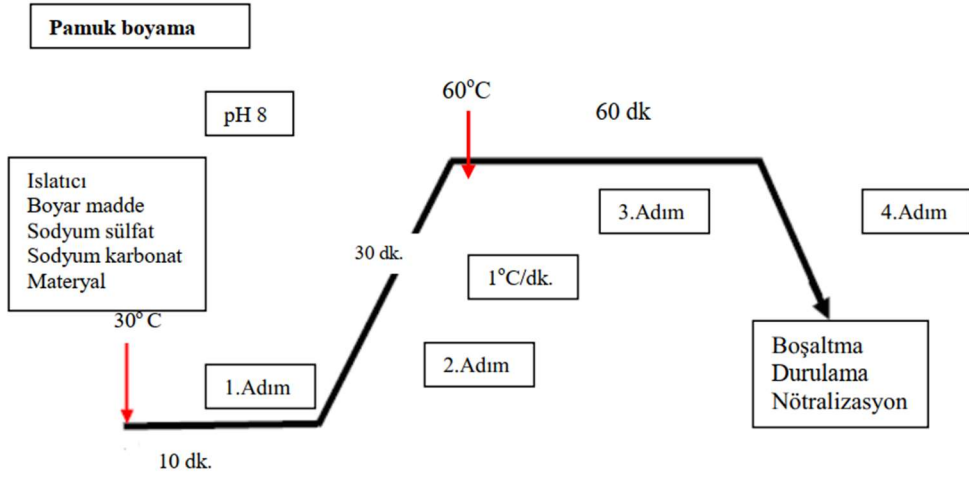 Pamuk boyama
pH 8
Islatıcı
Boyar madde
Sodyum sülfat
Sodyum karbonat
Materyal
30° C
1.Adım
10 dk.
30 dk.
60°C
60 dk
1°C/dk.
2.Adım
3.Adım
4.Adım
Boşaltma
Durulama
Nötralizasyon